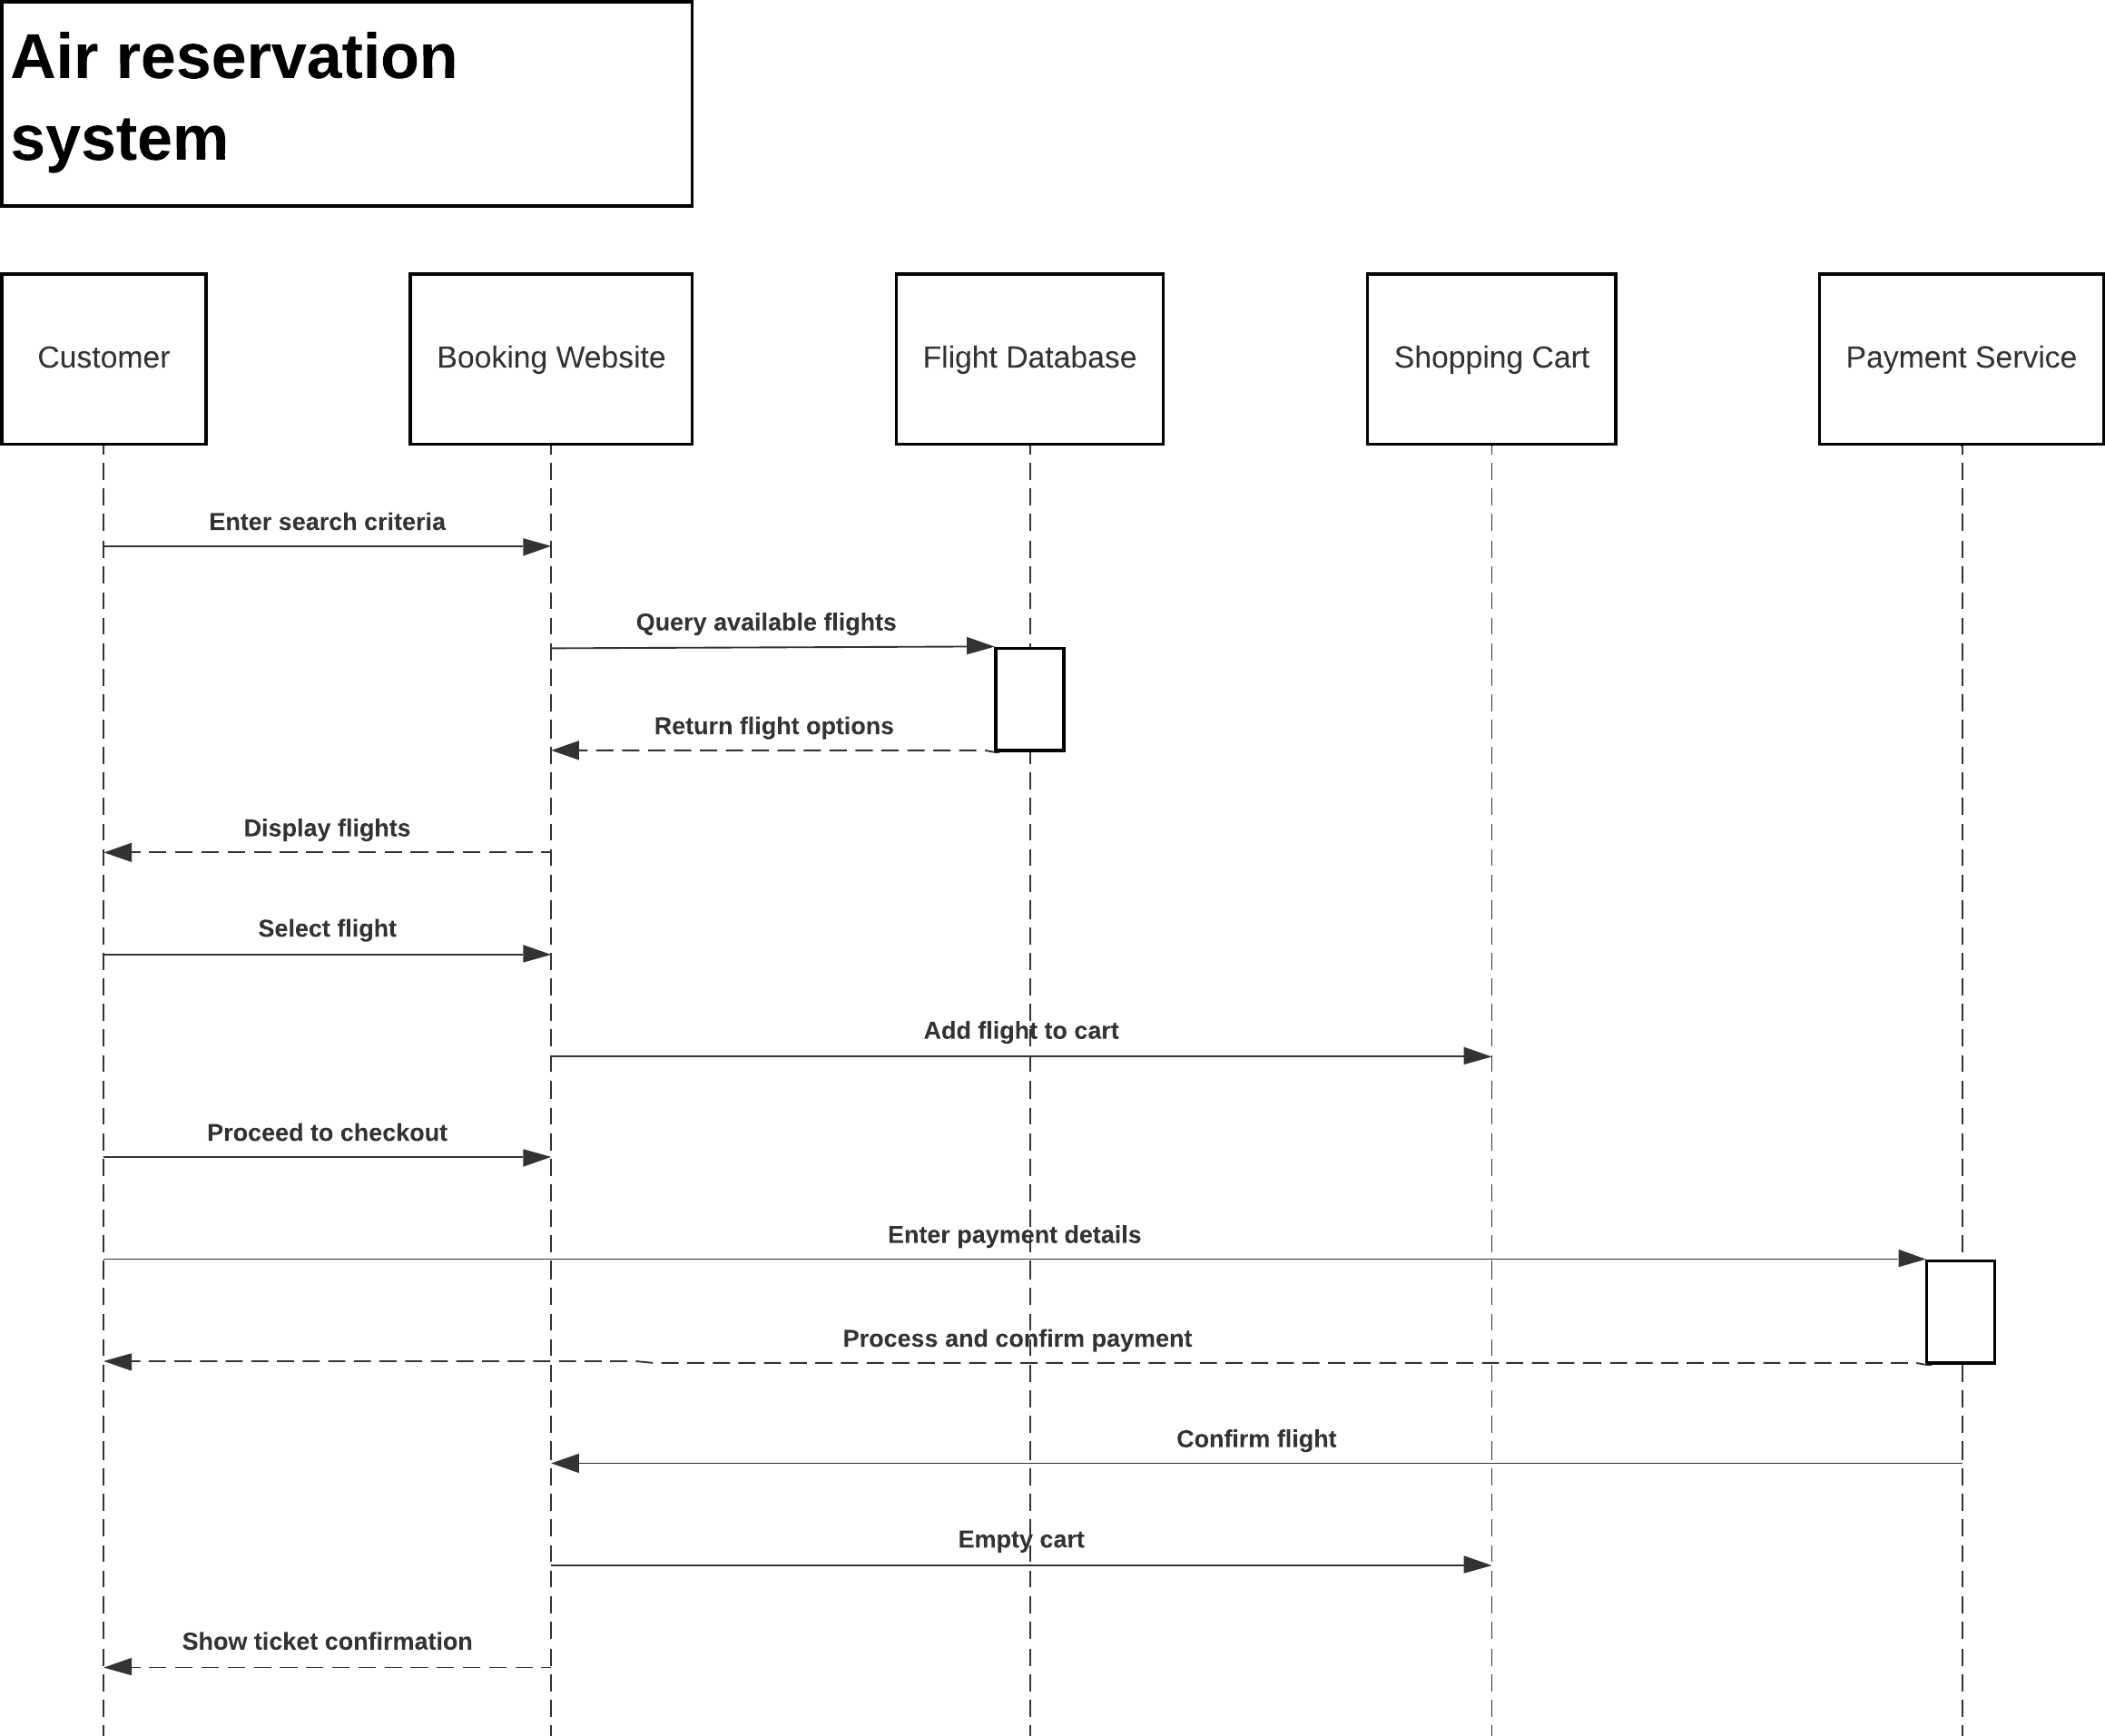 Air reservation
system
Customer
Booking Website
Flight Database
Shopping Cart
Payment Service
Enter search criteria
Query available flights
Return flight options
Display flights
Select flight
Add flight to cart
Proceed to checkout
Enter payment details
Process and confirm payment
Confirm flight
Empty cart
Show ticket confirmation